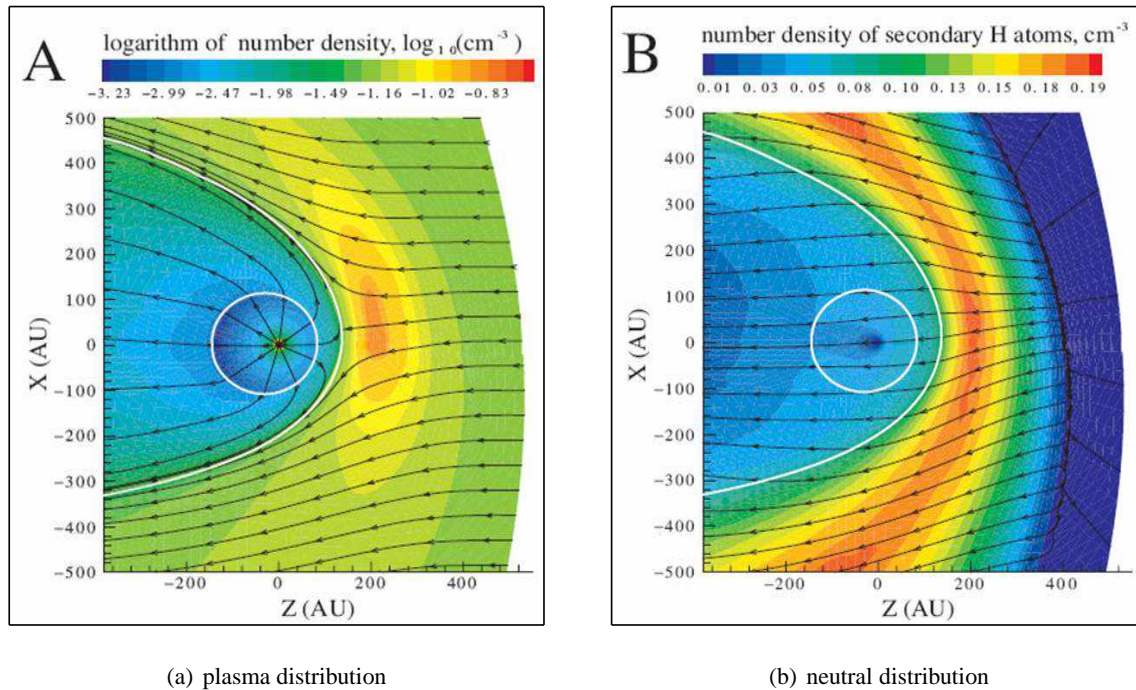 A
logarithm of number density, log₁₀(cm⁻³)
−3.23 −2.99 −2.47 −1.98 −1.49 −1.16 −1.02 −0.83
500
400
300
200
100
0
−100
−200
−300
−400
−500
X (AU)
−200 0 200 400
Z (AU)
(a) plasma distribution
B
number density of secondary H atoms, cm⁻³
0.01 0.03 0.05 0.08 0.10 0.13 0.15 0.18 0.19
500
400
300
200
100
0
−100
−200
−300
−400
−500
X (AU)
−200 0 200 400
Z (AU)
(b) neutral distribution